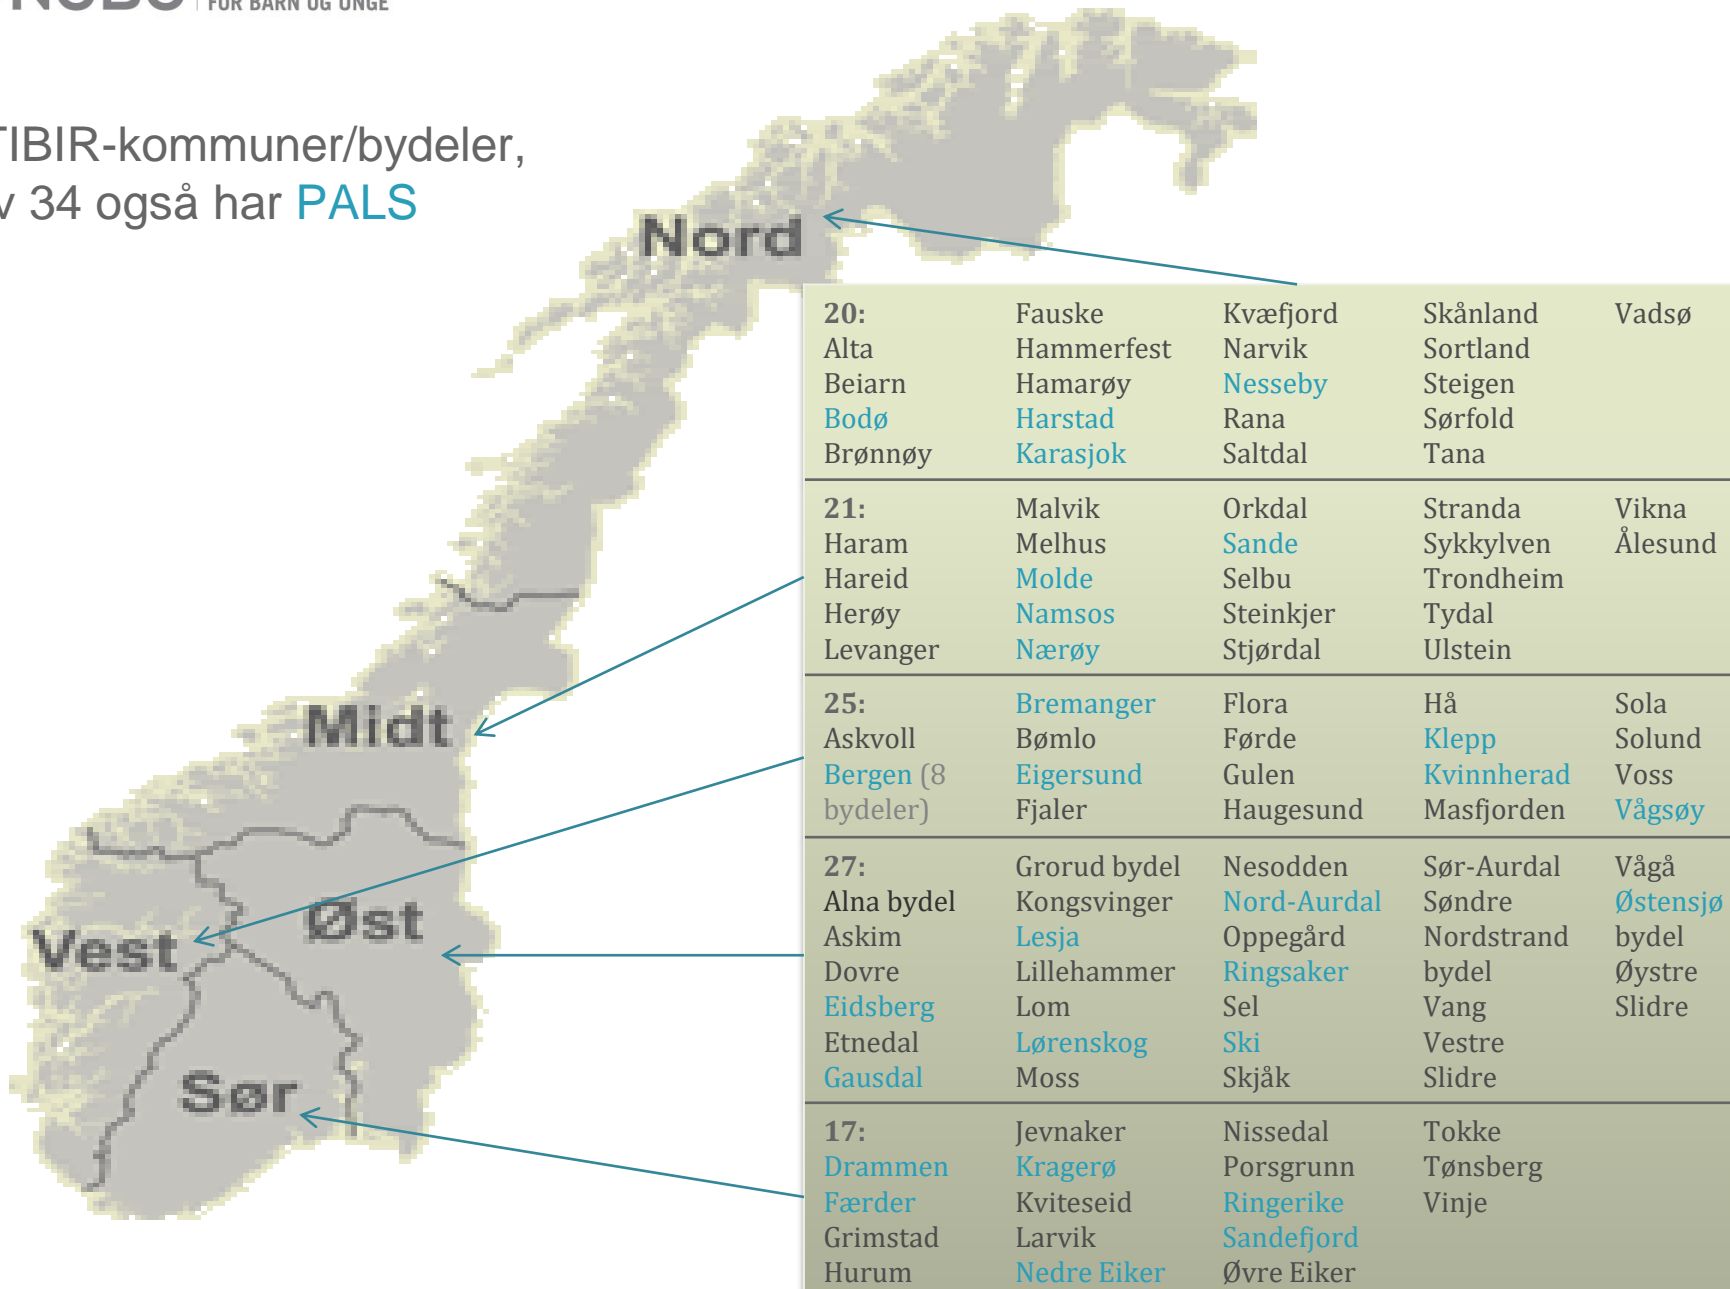 FOR BARN OG UNGE
TIBIR-kommuner/bydeler,
34 også har PALS
Nord
Midt
Øst
Vest
Sør
20: Fauske Kvæfjord Skånland Vadsø
Alta Hammerfest Narvik Sortland
Beiarn Hamarøy Nesseby Steigen
Bodø Harstad Rana Sørfold
Brønnøy Karasjok Saltdal Tana
21: Malvik Orkdal Stranda Vikna
Haram Melhus Sande Sykkylven Ålesund
Hareid Molde Selbu Trondheim
Herøy Namsos Steinkjer Tydal
Levanger Nærøy Stjørdal Ulstein
25: Bremanger Flora Hå Sola
Askvoll Bømlo Førde Klepp Solund
Bergen (8 Eigersund Gulen Kvinnherad Voss
bydeler) Fjaler Haugesund Masfjorden Vågsøy
27: Grorud bydel Nesodden Sør-Aurdal Vågå
Alna bydel Kongsvinger Nord-Aurdal Søndre Østensjø
Askim Lesja Oppegård Nordstrand bydel
Dovre Lillehammer Ringsaker bydel Øystre
Eidsberg Lom Sel Vang Slidre
Etnedal Lørenskog Ski Vestre
Gausdal Moss Skjåk Slidre
17: Jevnaker Nissedal Tokke
Drammen Kragerø Porsgrunn Tønsberg
Færder Kviteseid Ringerike Vinje
Grimstad Larvik Sandefjord
Hurum Nedre Eiker Øvre Eiker